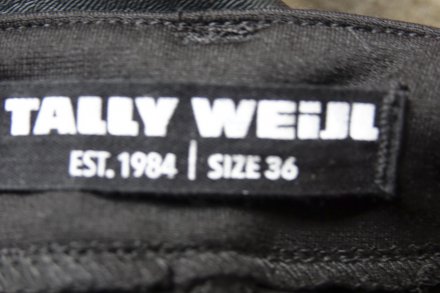 TALLY WEiJL
EST. 1984 | SIZE 36